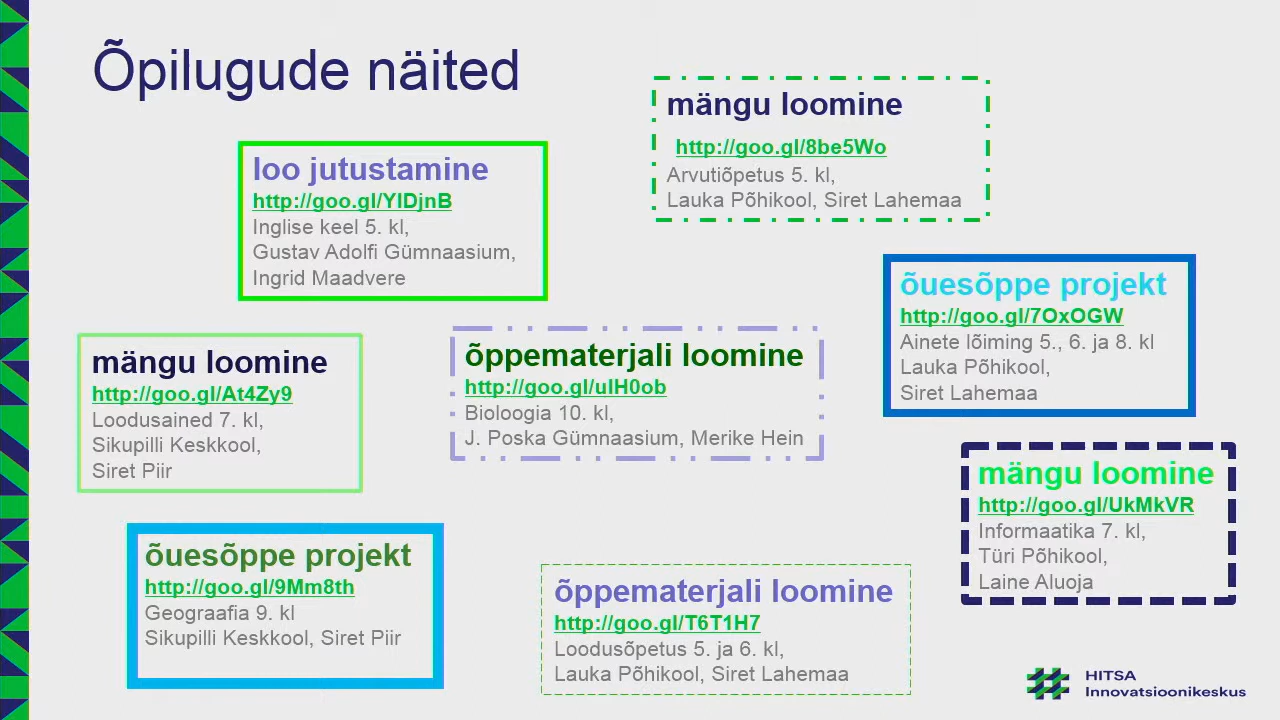 Õpilugude näited
mängu loomine
http://goo.gl/8be5Wo
Arvutiõpetus 5. kl,
Lauka Põhikool, Siret Lahemaa
loo jutustamine
http://goo.gl/YIDjnB
Inglise keel 5. kl,
Gustav Adolfi Gümnaasium,
Ingrid Maadvere
õuesõppe projekt
http://goo.gl/7OxOGW
Ainete lõiming 5., 6. ja 8. kl
Lauka Põhikool,
Siret Lahemaa
mängu loomine
http://goo.gl/At4Zy9
Loodusained 7. kl,
Sikupilli Keskkool,
Siret Piir
õppematerjali loomine
http://goo.gl/uIH0ob
Bioloogia 10. kl,
J. Poska Gümnaasium, Merike Hein
mängu loomine
http://goo.gl/UkMkVR
Informaatika 7. kl,
Türi Põhikool,
Laine Aluoja
õuesõppe projekt
http://goo.gl/9Mm8th
Geograafia 9. kl
Sikupilli Keskkool, Siret Piir
õppematerjali loomine
http://goo.gl/T6T1H7
Loodusõpetus 5. ja 6. kl,
Lauka Põhikool, Siret Lahemaa
HITSA
Innovatsioonikeskus